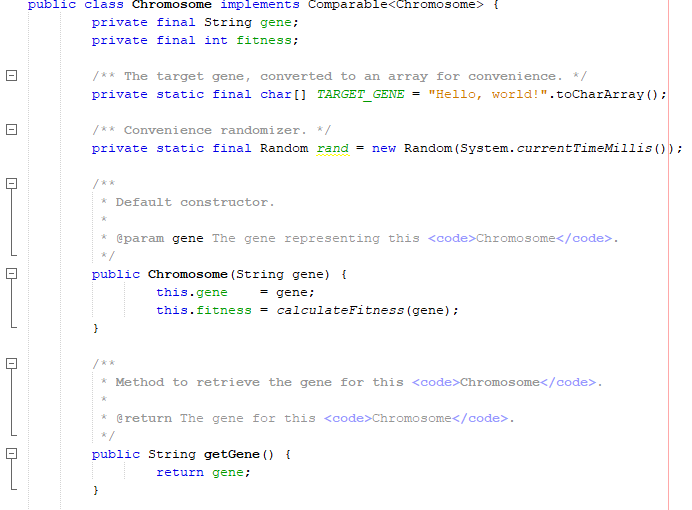 public class Chromosome implements Comparable<Chromosome> {
private final String gene;
private final int fitness;
/** The target gene, converted to an array for convenience. */
private static final char[] TARGET_GENE = "Hello, world!".toCharArray();
/** Convenience randomizer. */
private static final Random rand = new Random(System.currentTimeMillis());
/**
* Default constructor.
*
* @param gene The gene representing this <code>Chromosome</code>.
*/
public Chromosome(String gene) {
this.gene    = gene;
this.fitness = calculateFitness(gene);
}
/**
* Method to retrieve the gene for this <code>Chromosome</code>.
*
* @return The gene for this <code>Chromosome</code>.
*/
public String getGene() {
return gene;
}